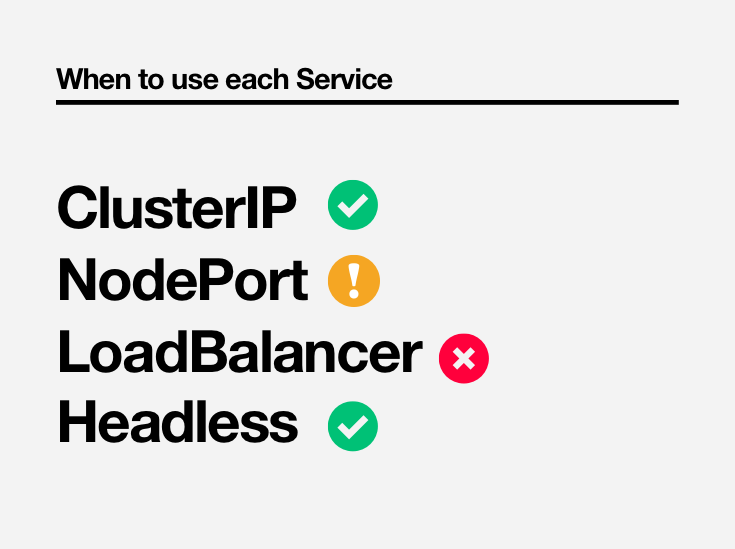 When to use each Service
ClusterIP
NodePort
LoadBalancer
Headless